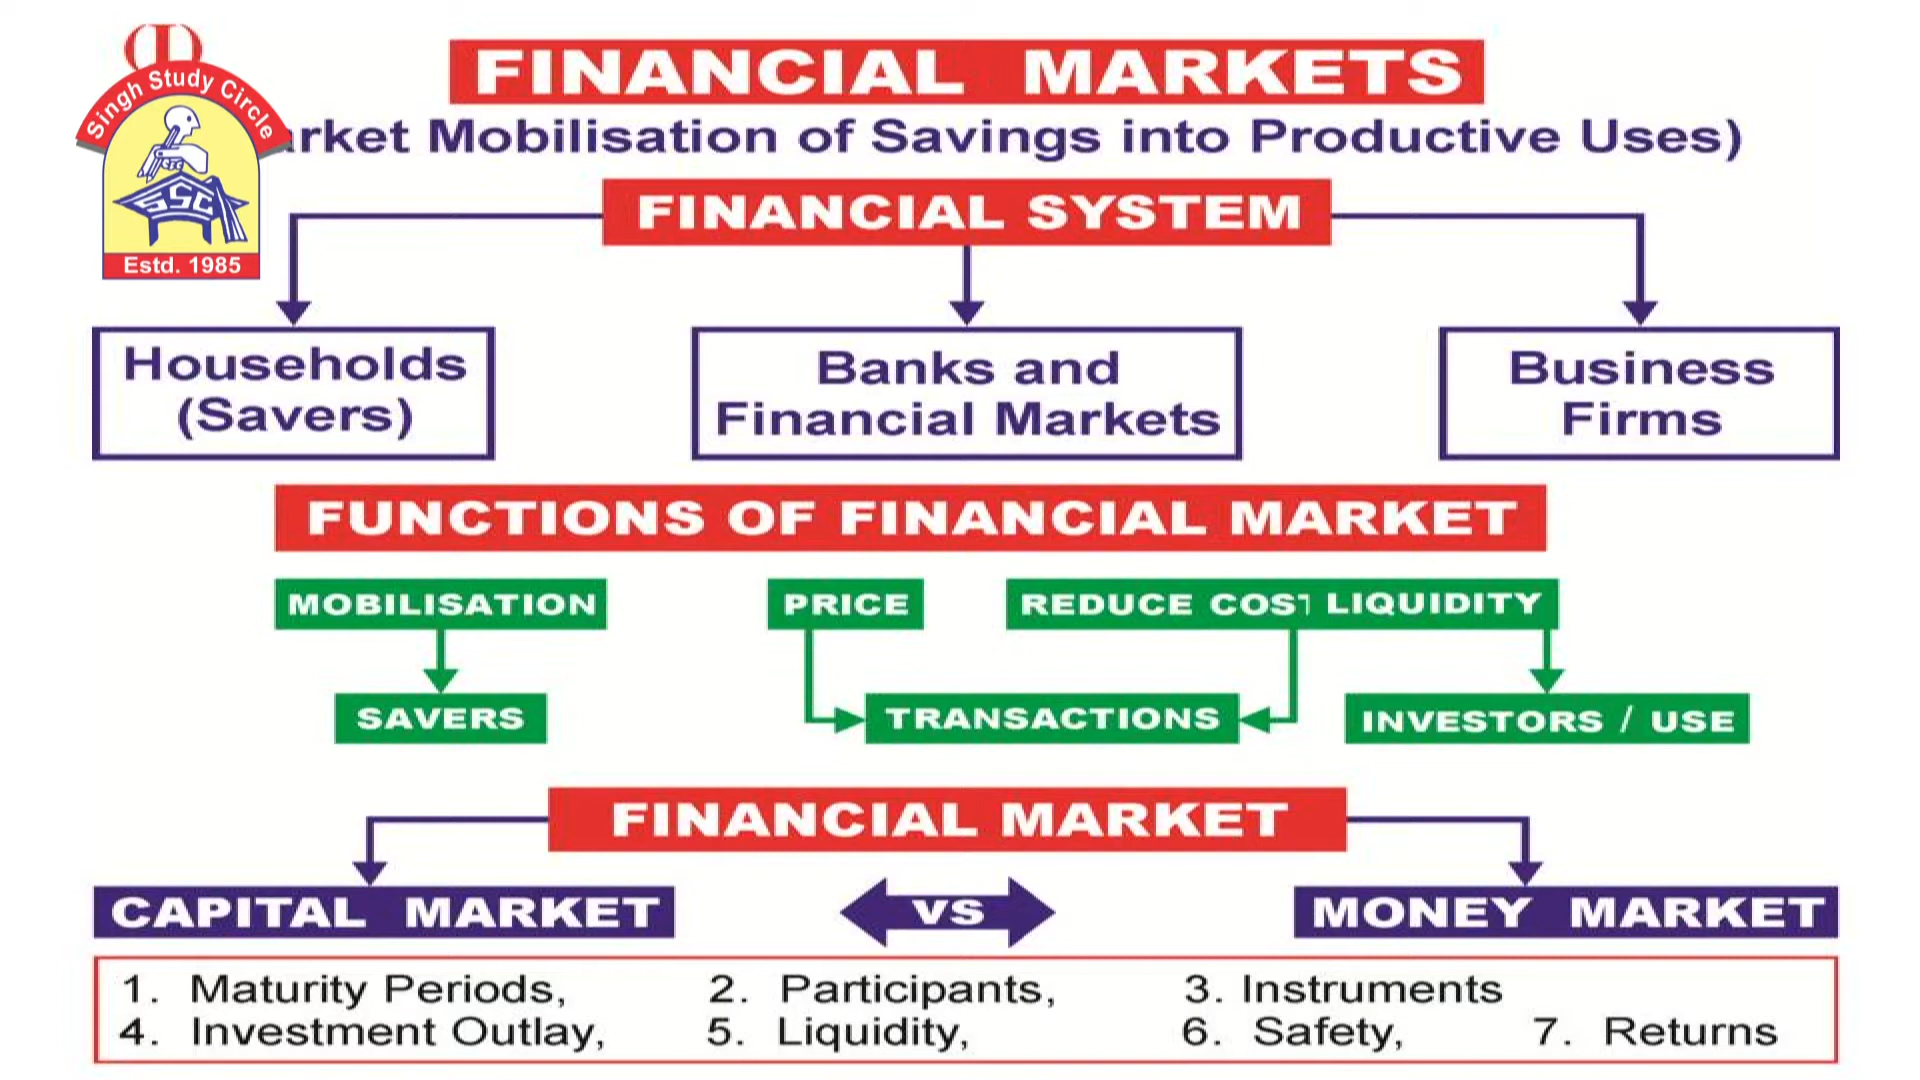 Singh Study Circle
SSC
Estd. 1985
FINANCIAL MARKETS
arket Mobilisation of Savings into Productive Uses)
FINANCIAL SYSTEM
Households
(Savers)
Banks and
Financial Markets
Business
Firms
FUNCTIONS OF FINANCIAL MARKET
MOBILISATION
PRICE
REDUCE COST
LIQUIDITY
SAVERS
TRANSACTIONS
INVESTORS / USE
FINANCIAL MARKET
CAPITAL MARKET
VS
MONEY MARKET
1. Maturity Periods, 2. Participants, 3. Instruments
4. Investment Outlay, 5. Liquidity, 6. Safety, 7. Returns